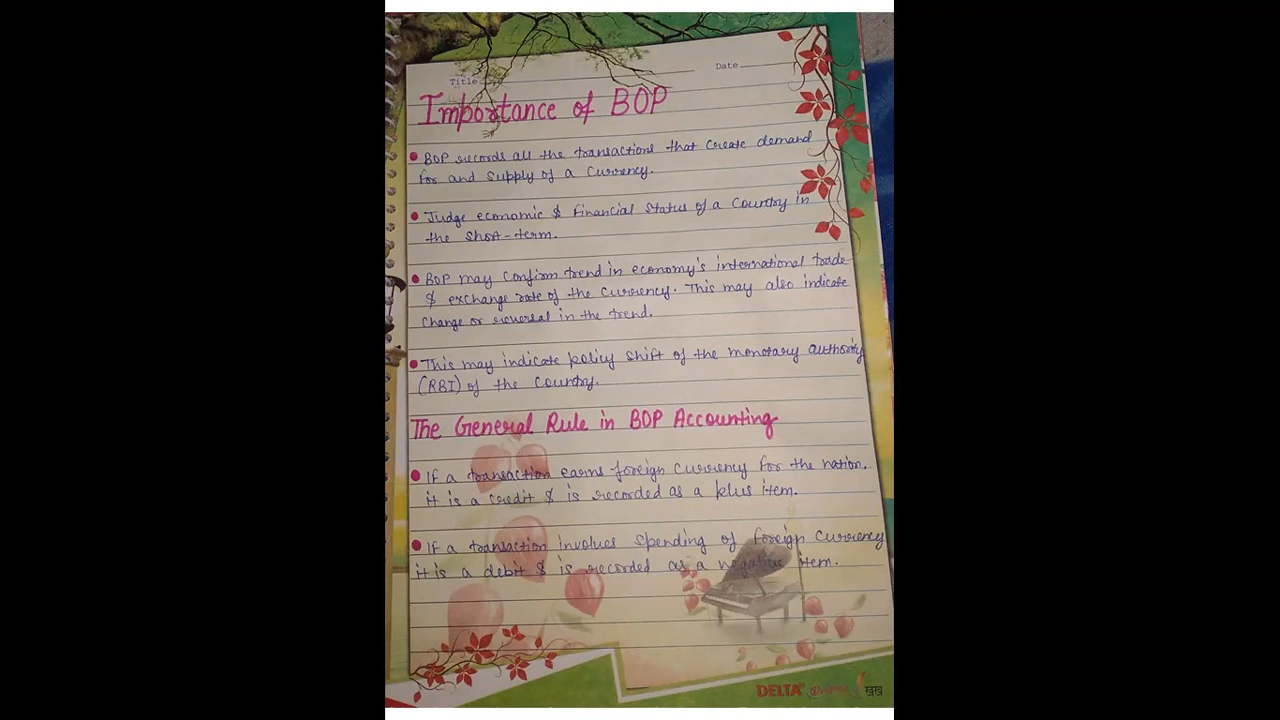 Title
Date
Importance of BOP
BOP records all the transactions that create demand
for and supply of a currency.
Judge economic & financial status of a country in
the short-term.
BOP may confirm trend in economy's international trade
& exchange rate of the currency. This may also indicate
change or reversal in the trend.
This may indicate policy shift of the monetary authority
(RBI) of the country.
The General Rule in BOP Accounting
If a transaction earns foreign currency for the nation.
it is a credit & is recorded as a plus item.
If a transaction involves spending of foreign currency
it is a debit & is recorded as a negative item.
DELTA